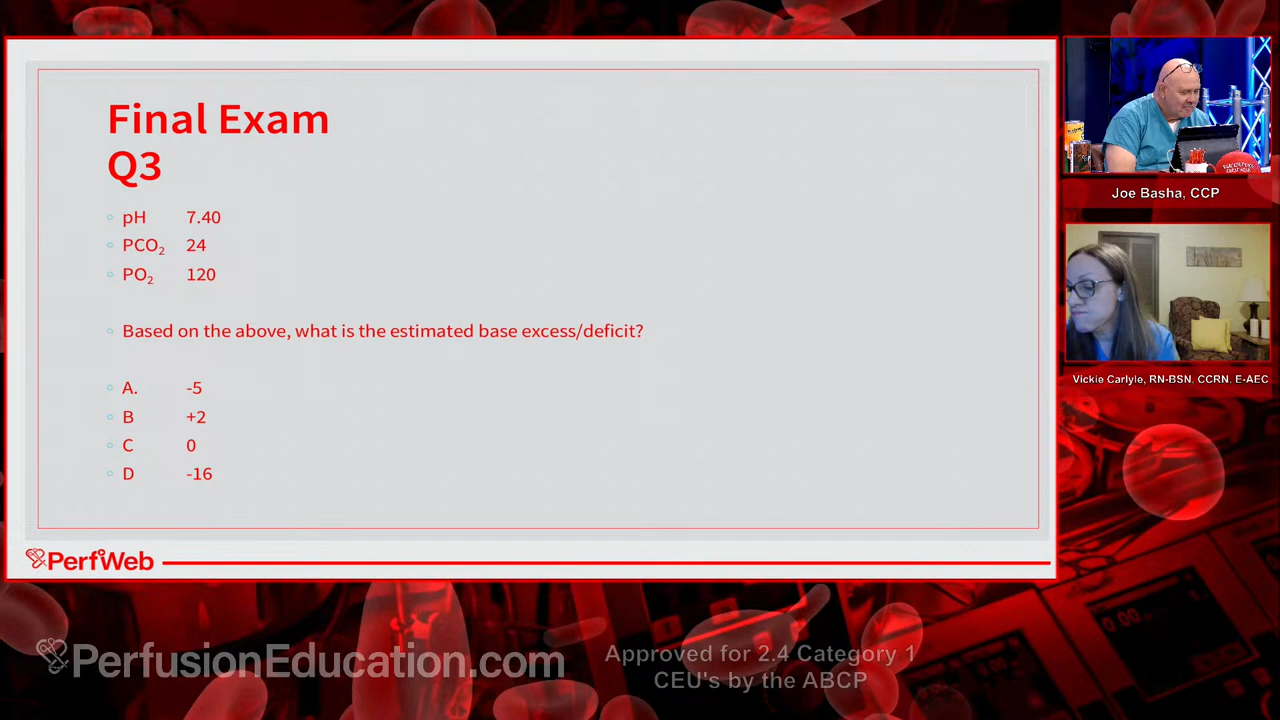 Final Exam
Q3
pH 7.40
PCO₂ 24
PO₂ 120
Based on the above, what is the estimated base excess/deficit?
A. -5
B +2
C 0
D -16
PerfWeb
Joe Basha, CCP
Vickie Carlyle, RN-BSN, CCRN, E-AEC
PerfusionEducation.com
Approved for 2.4 Category 1
CEU's by the ABCP